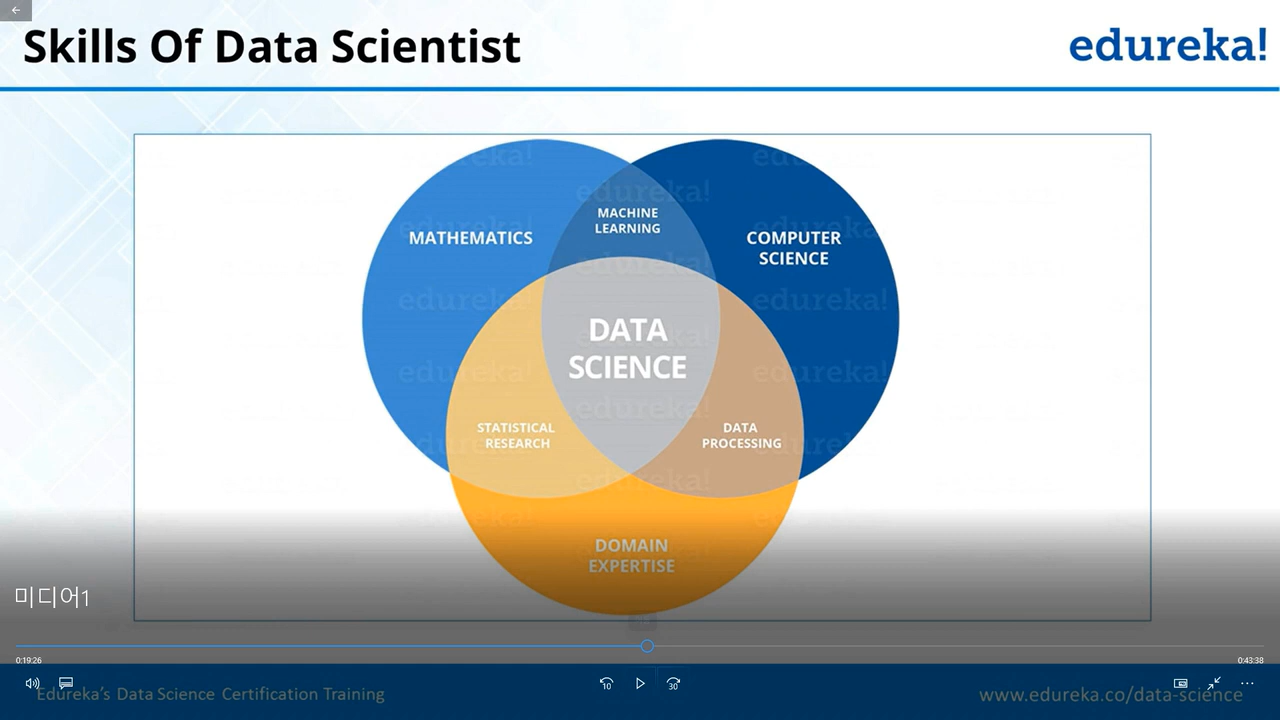 Skills Of Data Scientist
edureka!
MATHEMATICS
MACHINE
LEARNING
COMPUTER
SCIENCE
DATA
SCIENCE
STATISTICAL
RESEARCH
DATA
PROCESSING
DOMAIN
EXPERTISE
미디어1
0:19:26
0:43:38
10
30
Edureka's Data Science Certification Training
www.edureka.co/data-science